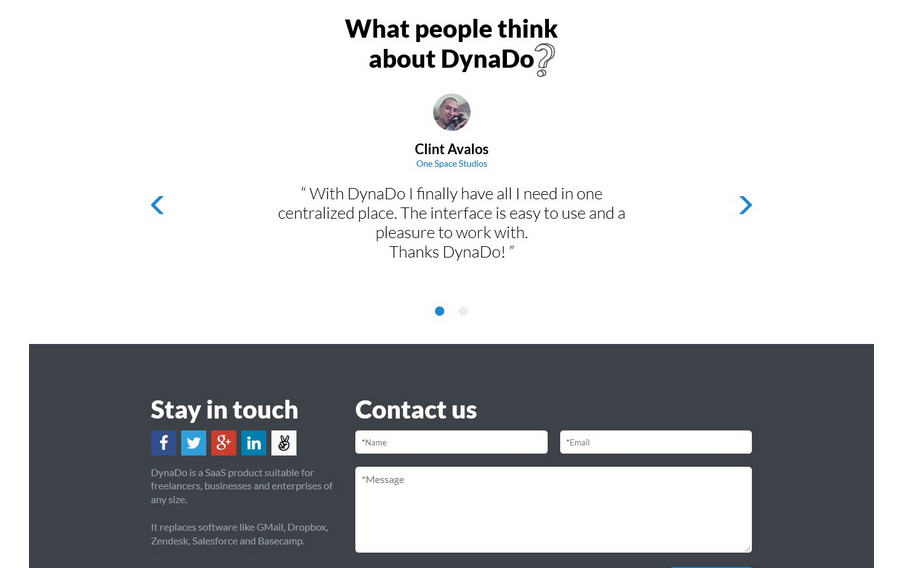 What people think
about DynaDo?
Clint Avalos
One Space Studios
“ With DynaDo I finally have all I need in one
centralized place. The interface is easy to use and a
pleasure to work with.
Thanks DynaDo! ”
Stay in touch
Contact us
*Name
*Email
*Message
DynaDo is a SaaS product suitable for
freelancers, businesses and enterprises of
any size.
It replaces software like GMail, Dropbox,
Zendesk, Salesforce and Basecamp.